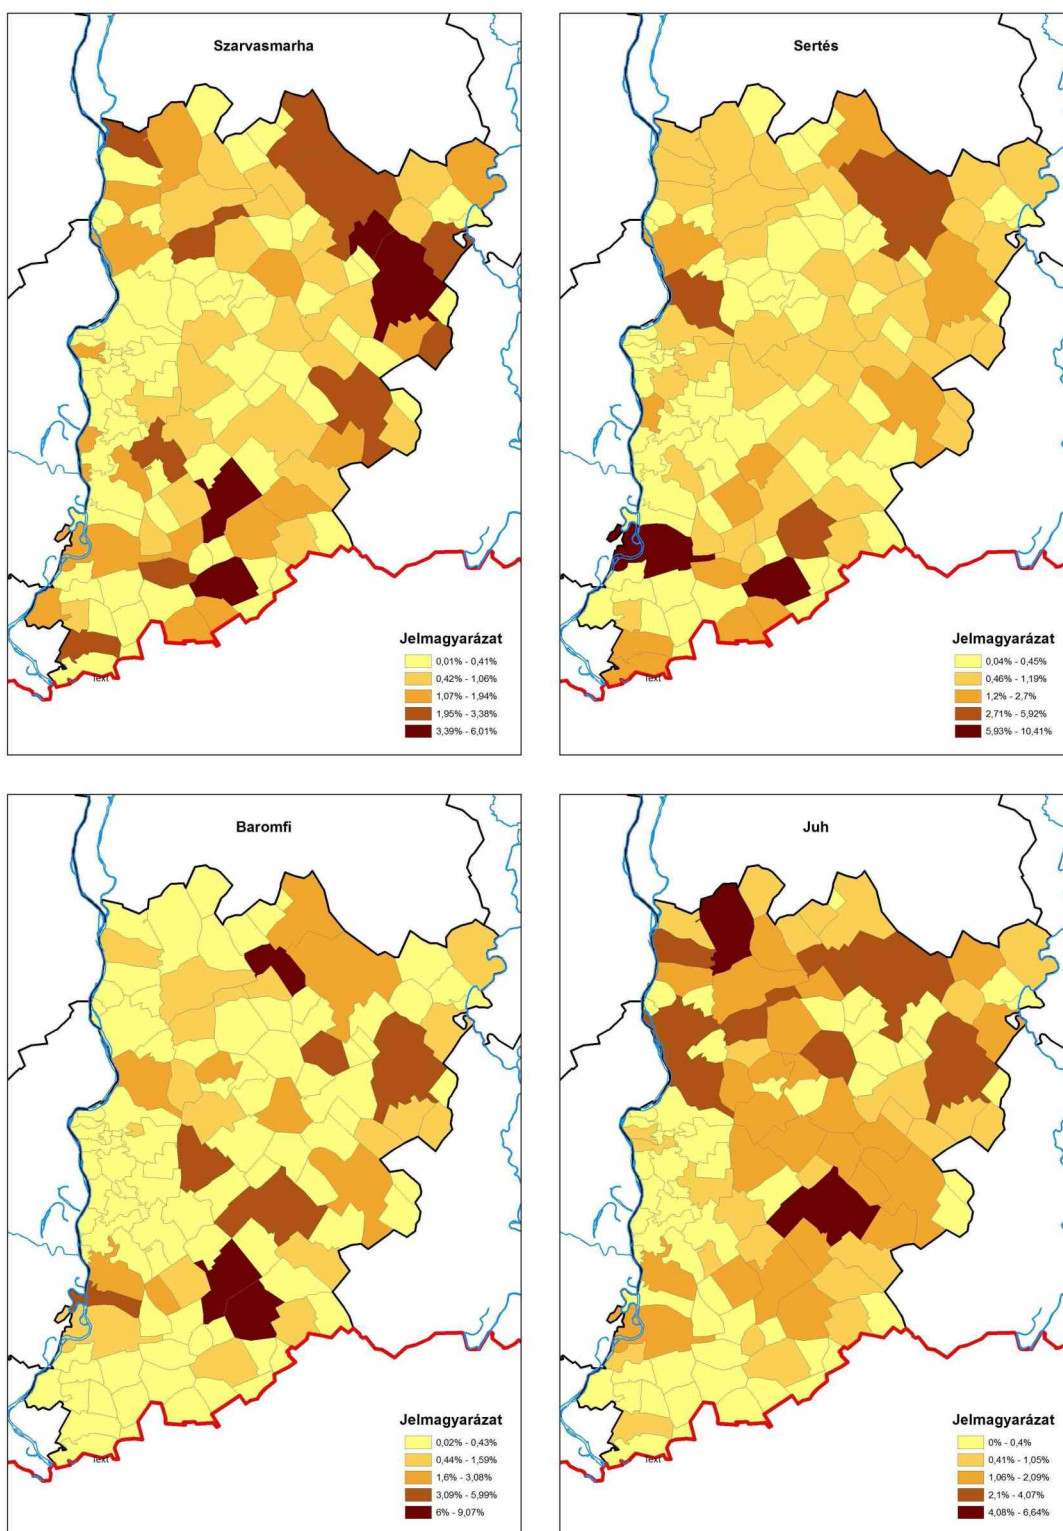 Szarvasmarha
Jelmagyarázat
0,01% - 0,41%
0,42% - 1,06%
1,07% - 1,94%
1,95% - 3,38%
3,39% - 6,01%
Text
Sertés
Jelmagyarázat
0,04% - 0,45%
0,46% - 1,19%
1,2% - 2,7%
2,71% - 5,92%
5,93% - 10,41%
Text
Baromfi
Jelmagyarázat
0,02% - 0,43%
0,44% - 1,59%
1,6% - 3,08%
3,09% - 5,99%
6% - 9,07%
Text
Juh
Jelmagyarázat
0% - 0,4%
0,41% - 1,05%
1,06% - 2,09%
2,1% - 4,07%
4,08% - 6,64%
Text